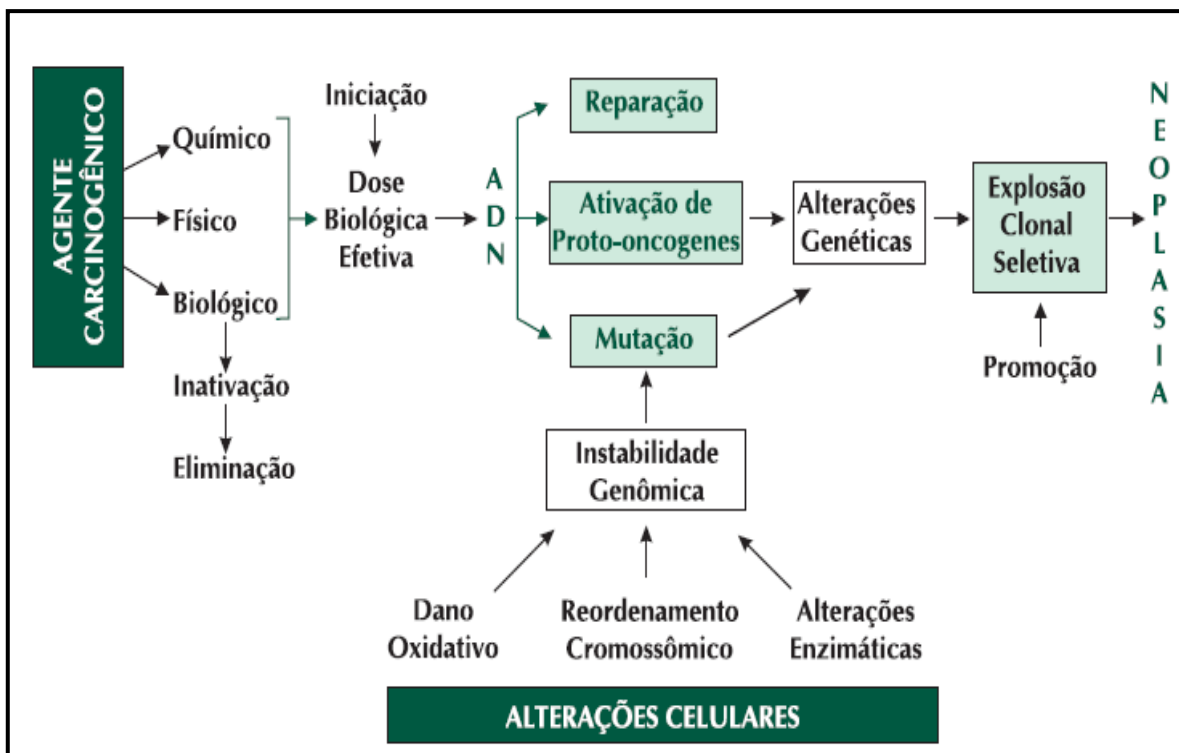 AGENTE
CARCINOGÊNICO
Químico
Físico
Biológico
Inativação
Eliminação
Iniciação
Dose
Biológica
Efetiva
ADN
Reparação
Ativação de
Proto-oncogenes
Mutação
Alterações
Genéticas
Explosão
Clonal
Seletiva
Promoção
NEOPLASIA
Instabilidade
Genômica
Dano
Oxidativo
Reordenamento
Cromossômico
Alterações
Enzimáticas
ALTERAÇÕES CELULARES